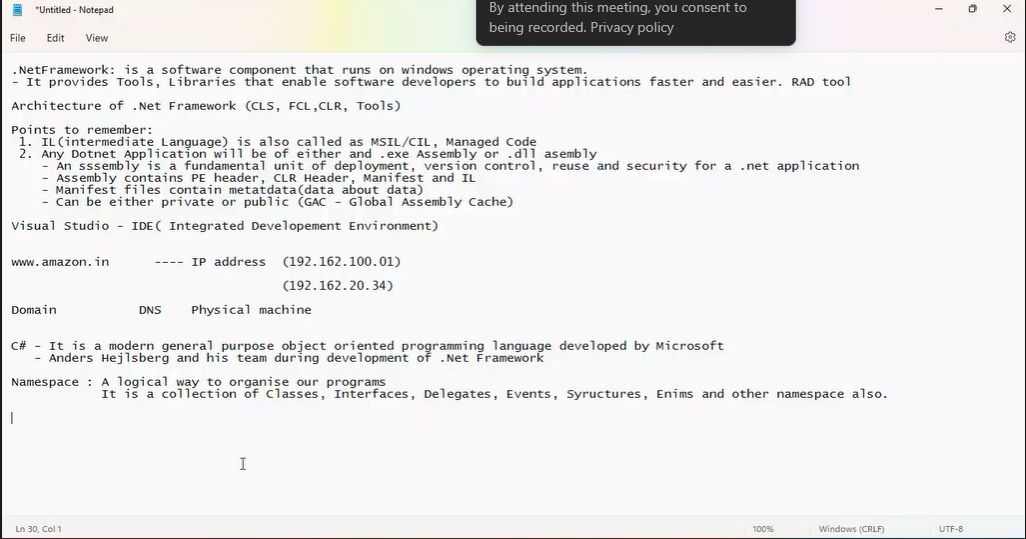 *Untitled - Notepad
By attending this meeting, you consent to
being recorded. Privacy policy
File Edit View
.NetFramework: is a software component that runs on windows operating system.
- It provides Tools, Libraries that enable software developers to build applications faster and easier. RAD tool
Architecture of .Net Framework (CLS, FCL,CLR, Tools)
Points to remember:
1. IL(intermediate Language) is also called as MSIL/CIL, Managed Code
2. Any Dotnet Application will be of either and .exe Assembly or .dll asembly
- An sssembly is a fundamental unit of deployment, version control, reuse and security for a .net application
- Assembly contains PE header, CLR Header, Manifest and IL
- Manifest files contain metatdata(data about data)
- Can be either private or public (GAC - Global Assembly Cache)
Visual Studio - IDE( Integrated Developement Environment)
www.amazon.in ---- IP address (192.162.100.01)
(192.162.20.34)
Domain DNS Physical machine
C# - It is a modern general purpose object oriented programming language developed by Microsoft
- Anders Hejlsberg and his team during development of .Net Framework
Namespace : A logical way to organise our programs
It is a collection of Classes, Interfaces, Delegates, Events, Syructures, Enims and other namespace also.
Ln 30, Col 1 100% Windows (CRLF) UTF-8